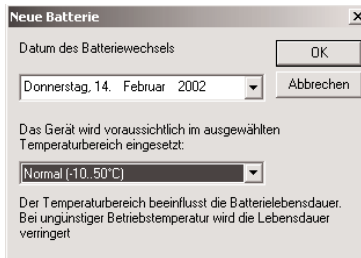 Neue Batterie
Datum des Batteriewechsels
OK
Donnerstag, 14. Februar 2002
Abbrechen
Das Gerät wird voraussichtlich im ausgewählten
Temperaturbereich eingesetzt:
Normal (-10..50°C)
Der Temperaturbereich beeinflusst die Batterielebensdauer.
Bei ungünstiger Betriebstemperatur wird die Lebensdauer
verringert